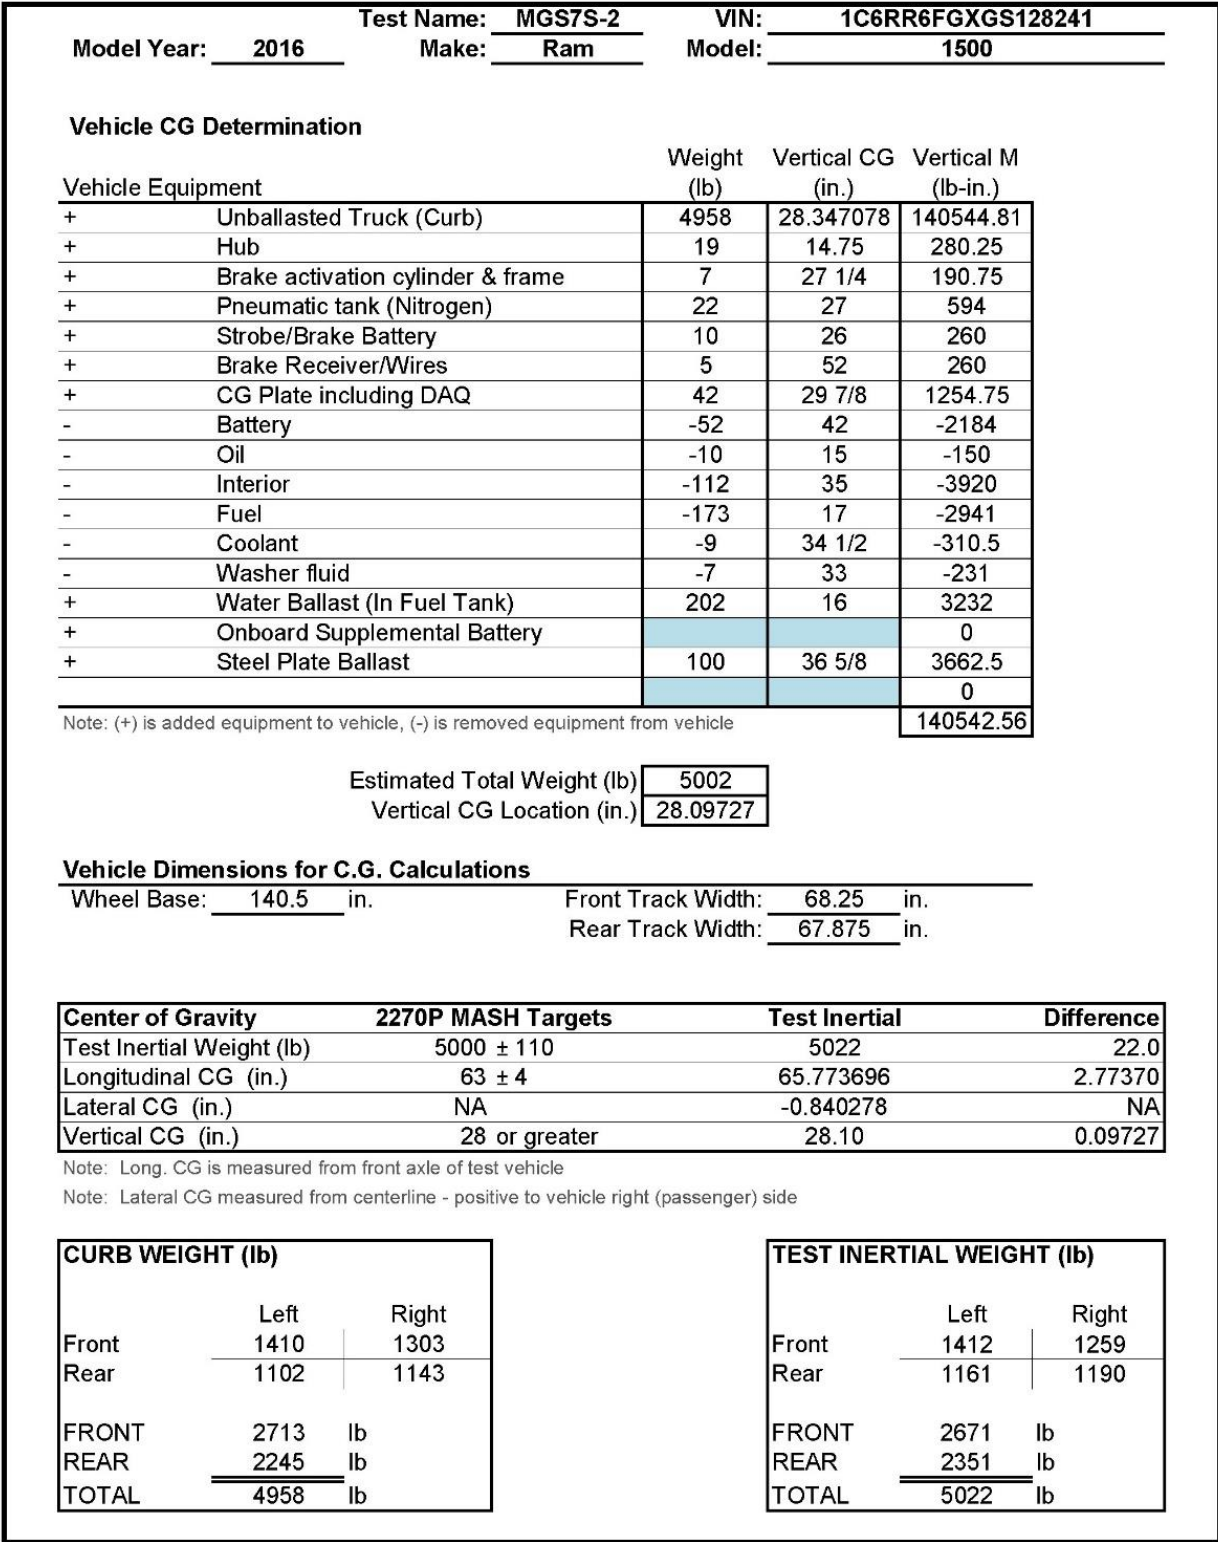 Test Name: MGS7S-2 VIN: 1C6RR6FGXGS128241
Model Year: 2016 Make: Ram Model: 1500
Vehicle CG Determination
Weight Vertical CG Vertical M
Vehicle Equipment (lb) (in.) (lb-in.)
+ Unballasted Truck (Curb) 4958 28.347078 140544.81
+ Hub 19 14.75 280.25
+ Brake activation cylinder & frame 7 27 1/4 190.75
+ Pneumatic tank (Nitrogen) 22 27 594
+ Strobe/Brake Battery 10 26 260
+ Brake Receiver/Wires 5 52 260
+ CG Plate including DAQ 42 29 7/8 1254.75
- Battery -52 42 -2184
- Oil -10 15 -150
- Interior -112 35 -3920
- Fuel -173 17 -2941
- Coolant -9 34 1/2 -310.5
- Washer fluid -7 33 -231
+ Water Ballast (In Fuel Tank) 202 16 3232
+ Onboard Supplemental Battery 0
+ Steel Plate Ballast 100 36 5/8 3662.5
0
Note: (+) is added equipment to vehicle, (-) is removed equipment from vehicle 140542.56
Estimated Total Weight (lb) 5002
Vertical CG Location (in.) 28.09727
Vehicle Dimensions for C.G. Calculations
Wheel Base: 140.5 in. Front Track Width: 68.25 in.
Rear Track Width: 67.875 in.
Center of Gravity 2270P MASH Targets Test Inertial Difference
Test Inertial Weight (lb) 5000 ± 110 5022 22.0
Longitudinal CG (in.) 63 ± 4 65.773696 2.77370
Lateral CG (in.) NA -0.840278 NA
Vertical CG (in.) 28 or greater 28.10 0.09727
Note: Long. CG is measured from front axle of test vehicle
Note: Lateral CG measured from centerline - positive to vehicle right (passenger) side
CURB WEIGHT (lb) TEST INERTIAL WEIGHT (lb)
Left Right Left Right
Front 1410 1303 Front 1412 1259
Rear 1102 1143 Rear 1161 1190
FRONT 2713 lb FRONT 2671 lb
REAR 2245 lb REAR 2351 lb
TOTAL 4958 lb TOTAL 5022 lb